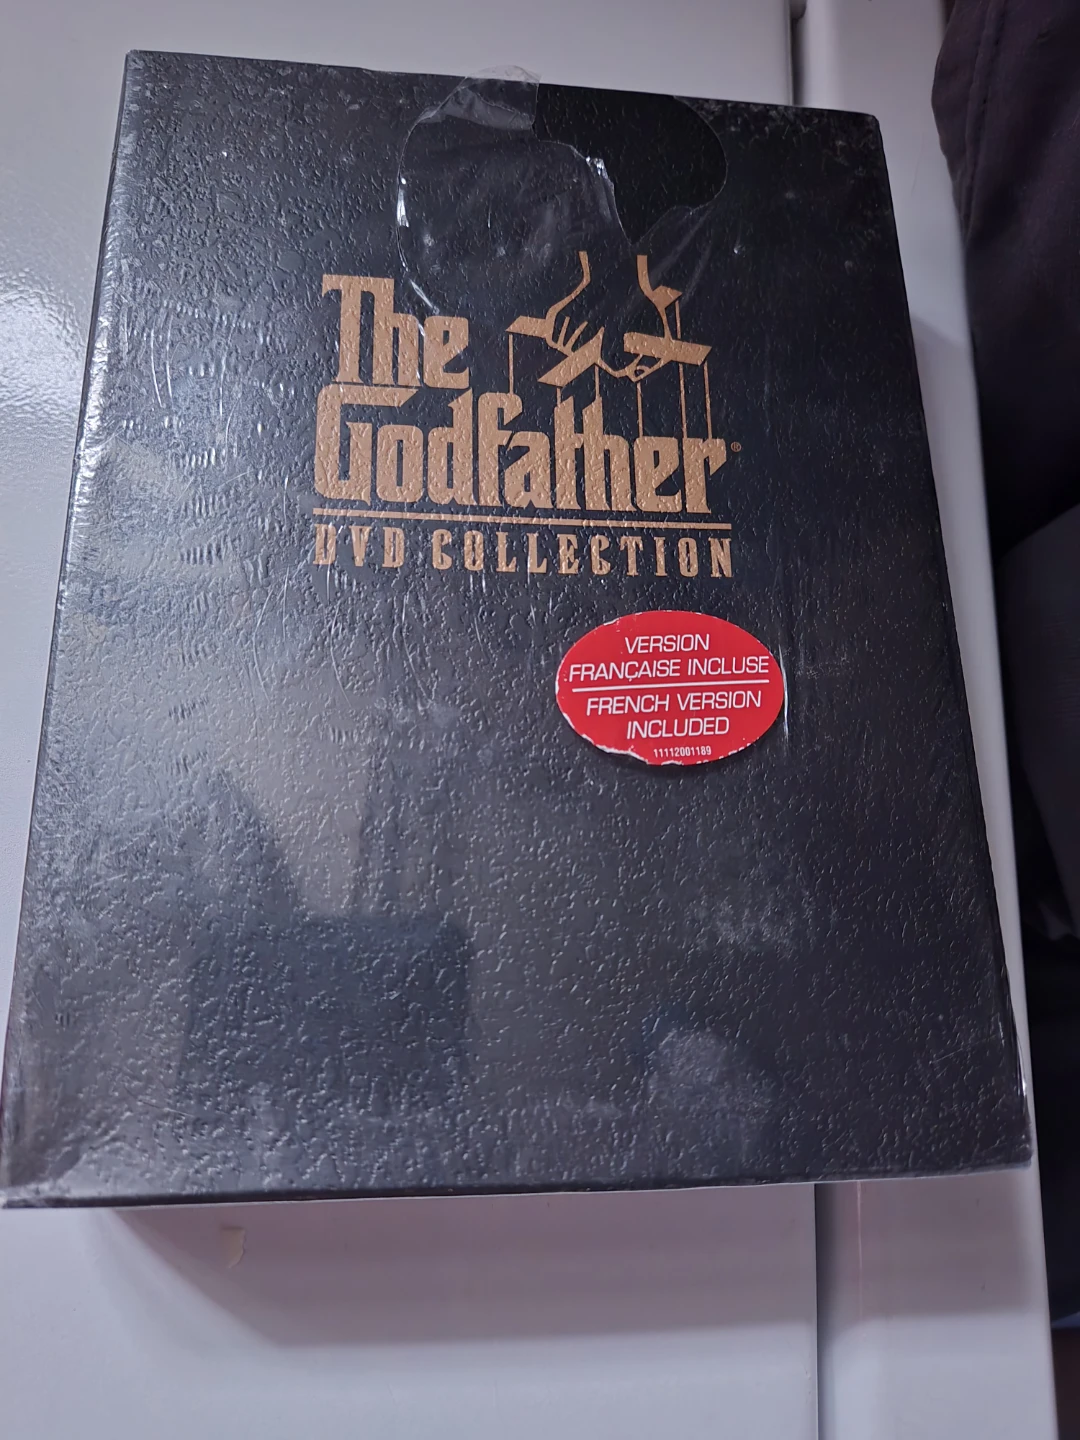 The
Godfather®
DVD COLLECTION
VERSION
FRANÇAISE INCLUSE
FRENCH VERSION
INCLUDED
11112001189